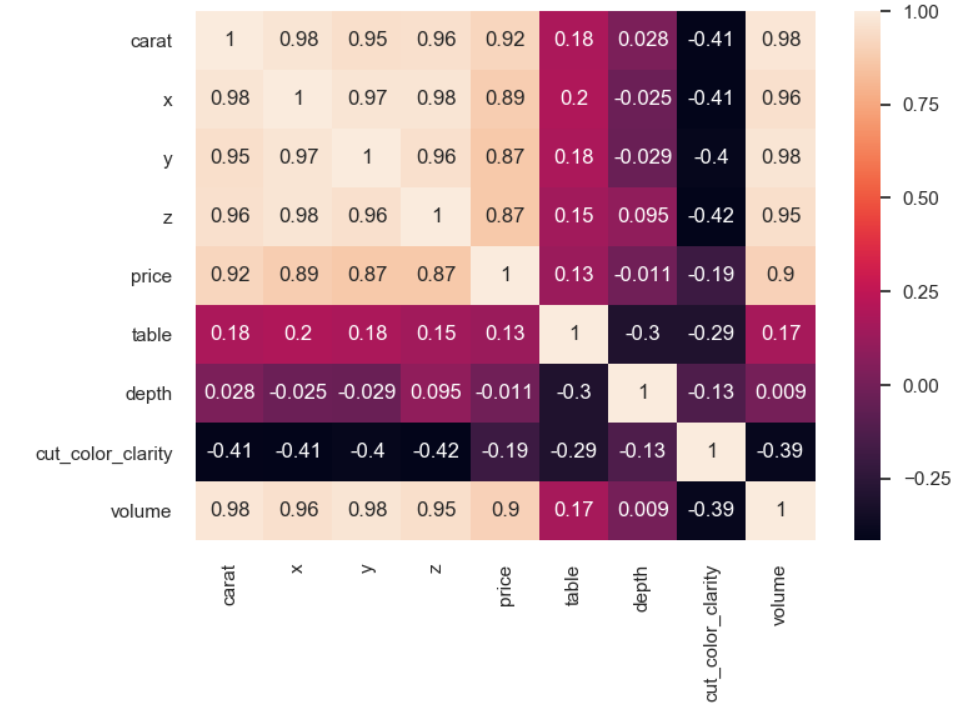 carat 1 0.98 0.95 0.96 0.92 0.18 0.028 -0.41 0.98
x 0.98 1 0.97 0.98 0.89 0.2 -0.025 -0.41 0.96
y 0.95 0.97 1 0.96 0.87 0.18 -0.029 -0.4 0.98
z 0.96 0.98 0.96 1 0.87 0.15 0.095 -0.42 0.95
price 0.92 0.89 0.87 0.87 1 0.13 -0.011 -0.19 0.9
table 0.18 0.2 0.18 0.15 0.13 1 -0.3 -0.29 0.17
depth 0.028 -0.025 -0.029 0.095 -0.011 -0.3 1 -0.13 0.009
cut_color_clarity -0.41 -0.41 -0.4 -0.42 -0.19 -0.29 -0.13 1 -0.39
volume 0.98 0.96 0.98 0.95 0.9 0.17 0.009 -0.39 1
carat x y z price table depth cut_color_clarity volume
1.00
0.75
0.50
0.25
0.00
−0.25